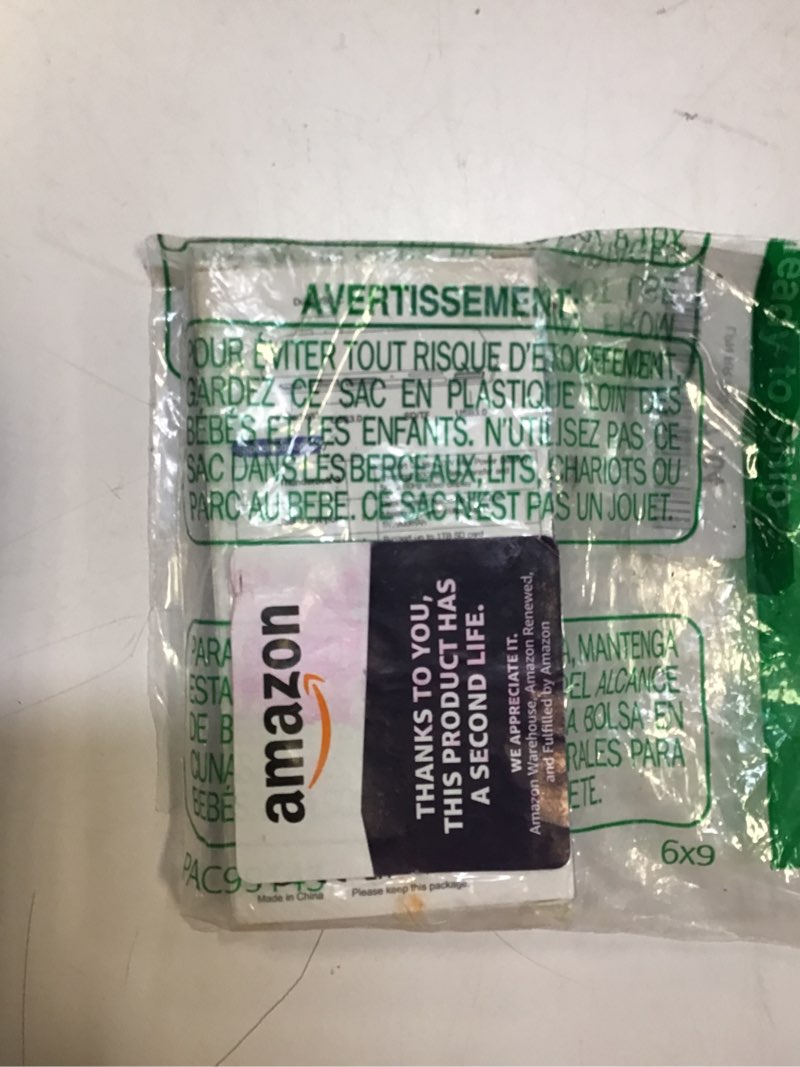 AVERTISSEMENT
POUR ÉVITER TOUT RISQUE D'ÉTOUFFEMENT,
GARDEZ CE SAC EN PLASTIQUE LOIN DES
BÉBÉS ET LES ENFANTS. N'UTILISEZ PAS CE
SAC DANS LES BERCEAUX, LITS, CHARIOTS OU
PARC AU BEBE. CE SAC N'EST PAS UN JOUET.
amazon
THANKS TO YOU,
THIS PRODUCT HAS
A SECOND LIFE.
WE APPRECIATE IT.
Amazon Warehouse, Amazon Renewed,
and Fulfilled by Amazon
PARA
A, MANTENGA
ESTA
EL ALCANCE
DE B
A BOLSA EN
CUNA
RALES PARA
BEBÉ
ETE.
6x9
Made in China
Please keep this package
eady to ship